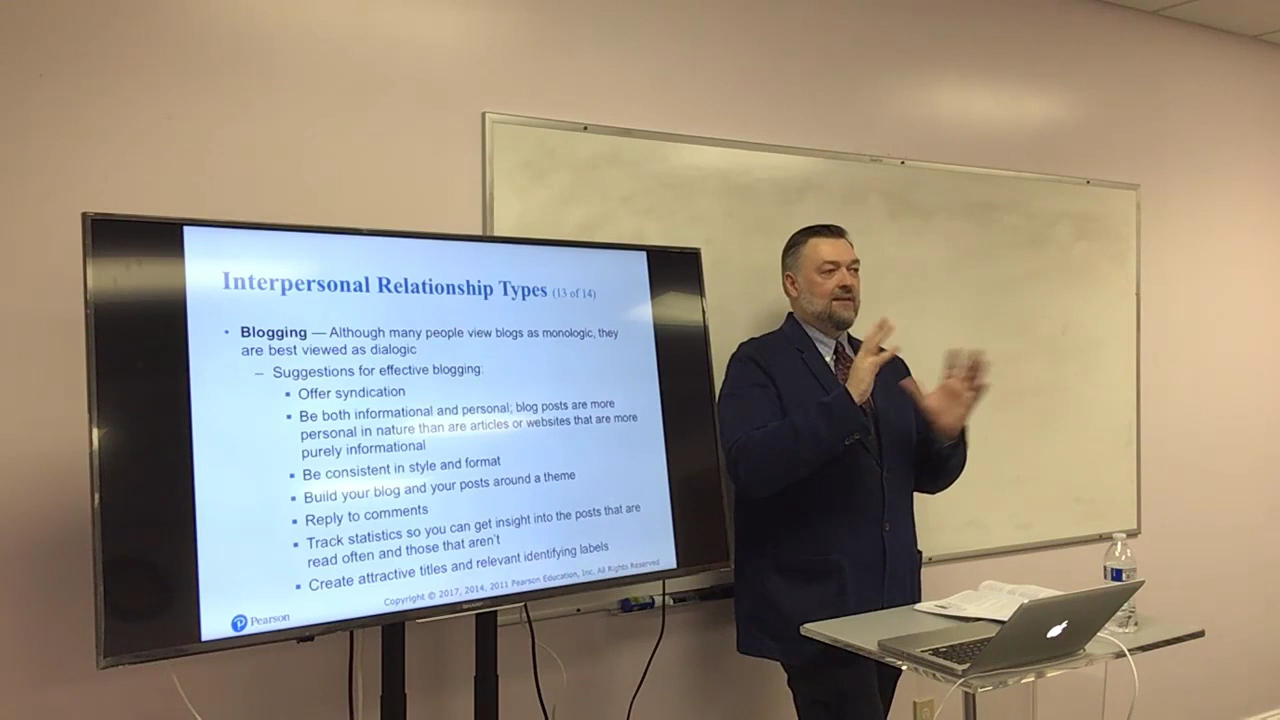 Interpersonal Relationship Types (13 of 14)
• Blogging — Although many people view blogs as monologic, they
are best viewed as dialogic
– Suggestions for effective blogging:
▪ Offer syndication
▪ Be both informational and personal; blog posts are more
personal in nature than are articles or websites that are more
purely informational
▪ Be consistent in style and format
▪ Build your blog and your posts around a theme
▪ Reply to comments
▪ Track statistics so you can get insight into the posts that are
read often and those that aren't
▪ Create attractive titles and relevant identifying labels
Copyright © 2017, 2014, 2011 Pearson Education, Inc. All Rights Reserved
P Pearson
SHARP